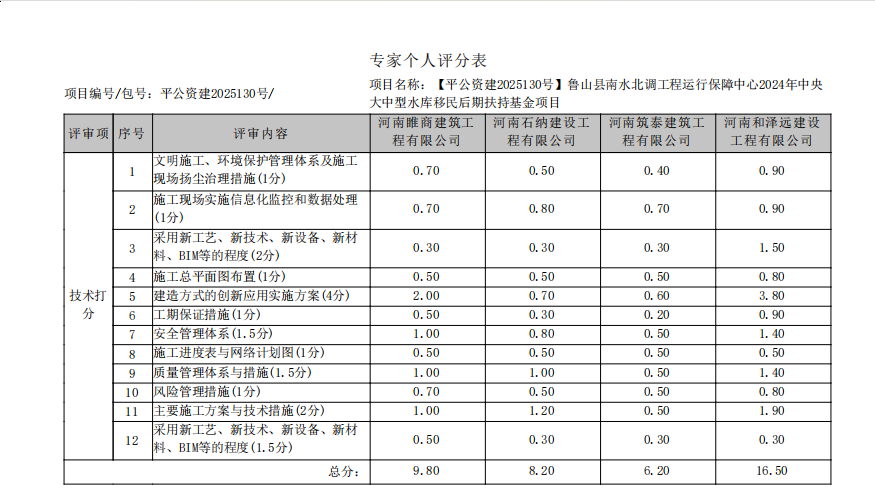 专家个人评分表
项目编号/包号：平公资建2025130号/
项目名称：【平公资建2025130号】鲁山县南水北调工程运行保障中心2024年中央
大中型水库移民后期扶持基金项目
评审项 序号 评审内容 河南睢商建筑工程有限公司 河南石纳建设工程有限公司 河南筑泰建筑工程有限公司 河南和泽远建设工程有限公司
技术打分
1 文明施工、环境保护管理体系及施工现场扬尘治理措施(1分) 0.70 0.50 0.40 0.90
2 施工现场实施信息化监控和数据处理(1分) 0.70 0.80 0.70 0.90
3 采用新工艺、新技术、新设备、新材料、BIM等的程度(2分) 0.30 0.30 0.30 1.50
4 施工总平面图布置(1分) 0.50 0.50 0.50 0.80
5 建造方式的创新应用实施方案(4分) 2.00 0.70 0.60 3.80
6 工期保证措施(1分) 0.50 0.30 0.20 0.90
7 安全管理体系(1.5分) 1.00 0.80 0.50 1.40
8 施工进度表与网络计划图(1分) 0.50 0.50 0.50 0.50
9 质量管理体系与措施(1.5分) 1.00 1.00 0.50 1.40
10 风险管理措施(1分) 0.70 0.50 0.50 0.80
11 主要施工方案与技术措施(2分) 1.00 1.20 0.50 1.90
12 采用新工艺、新技术、新设备、新材料、BIM等的程度(1.5分) 0.50 0.30 0.30 0.30
总分： 9.80 8.20 6.20 16.50